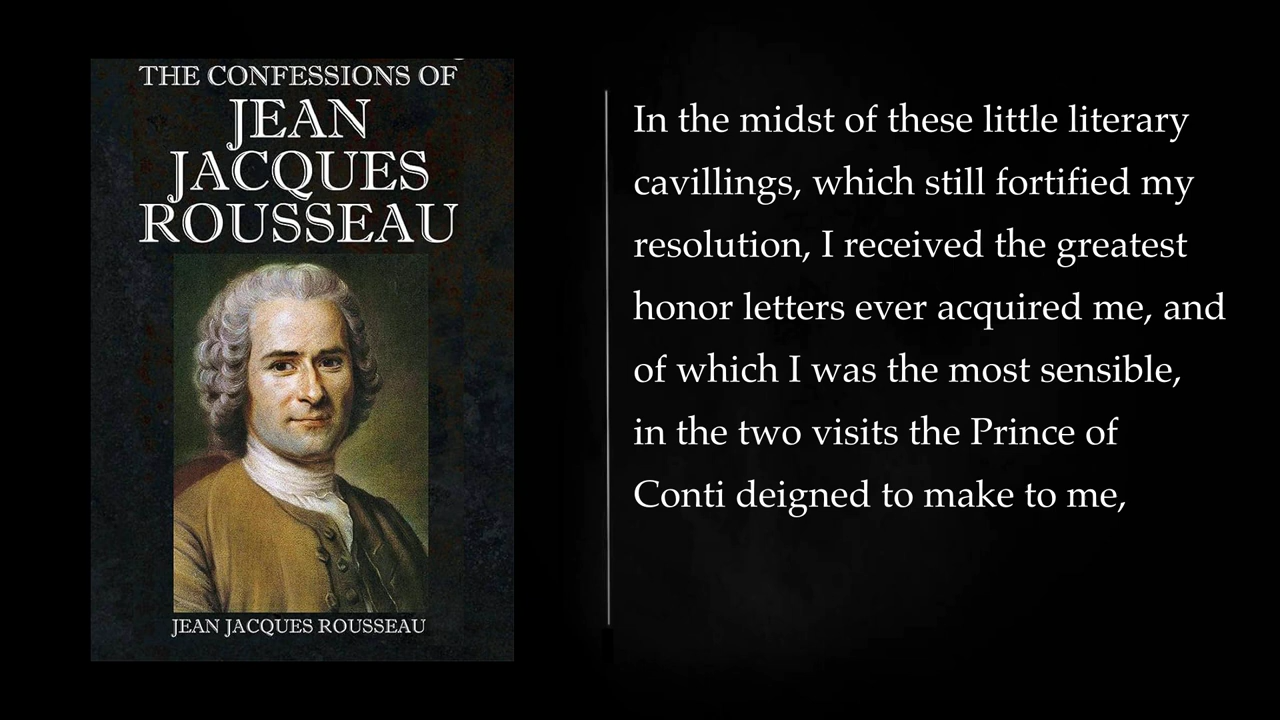 THE CONFESSIONS OF
JEAN
JACQUES
ROUSSEAU
JEAN JACQUES ROUSSEAU
In the midst of these little literary
cavillings, which still fortified my
resolution, I received the greatest
honor letters ever acquired me, and
of which I was the most sensible,
in the two visits the Prince of
Conti deigned to make to me,